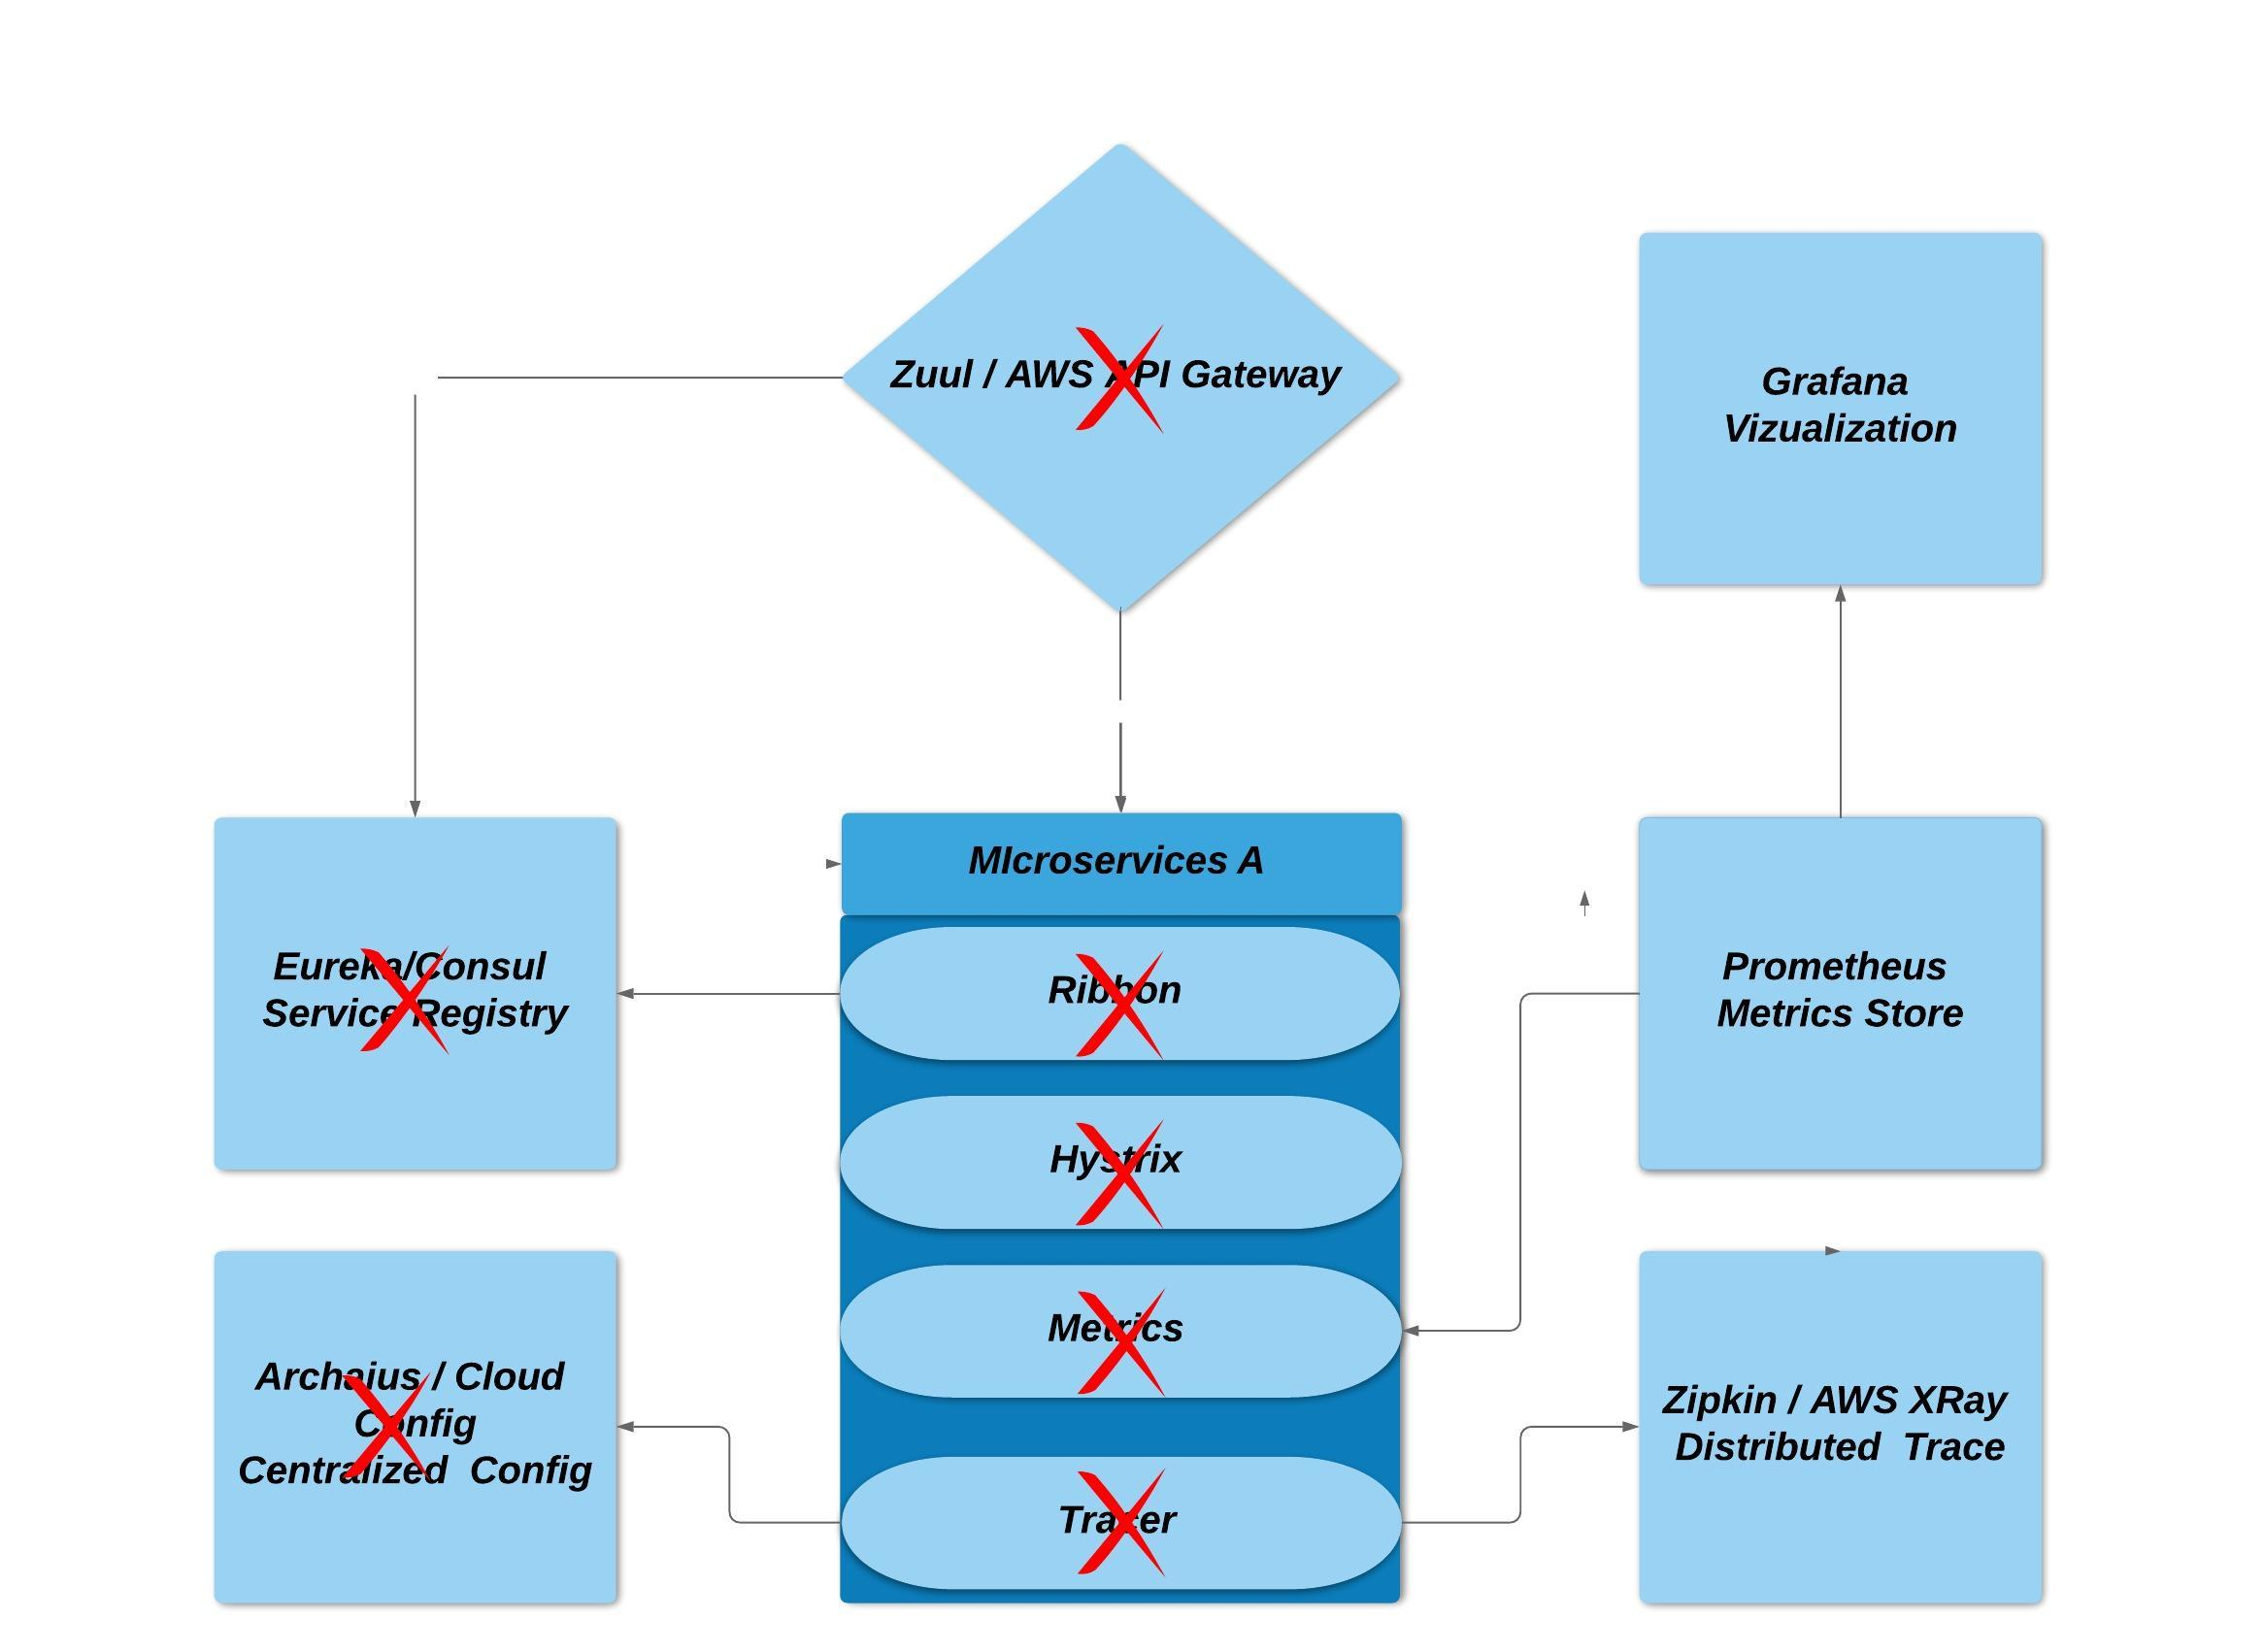 Zuul / AWS API Gateway
Grafana
Vizualization
MIcroservices A
Eureka/Consul
Service Registry
Ribbon
Prometheus
Metrics Store
Hystrix
Metrics
Archaius / Cloud
Config
Centralized Config
Zipkin / AWS XRay
Distributed Trace
Tracer